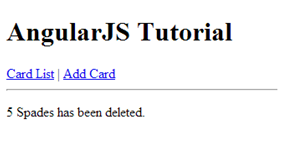 AngularJS Tutorial
Card List | Add Card
5 Spades has been deleted.